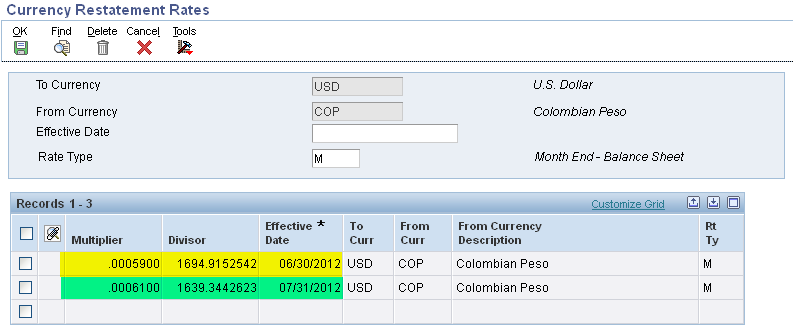 Currency Restatement Rates
OK Find Delete Cancel Tools
To Currency USD U.S. Dollar
From Currency COP Colombian Peso
Effective Date
Rate Type M Month End - Balance Sheet
Records 1 - 3 Customize Grid
Multiplier Divisor Effective * Date To Curr From Curr From Currency Description Rt Ty
.0005900 1694.9152542 06/30/2012 USD COP Colombian Peso M
.0006100 1639.3442623 07/31/2012 USD COP Colombian Peso M